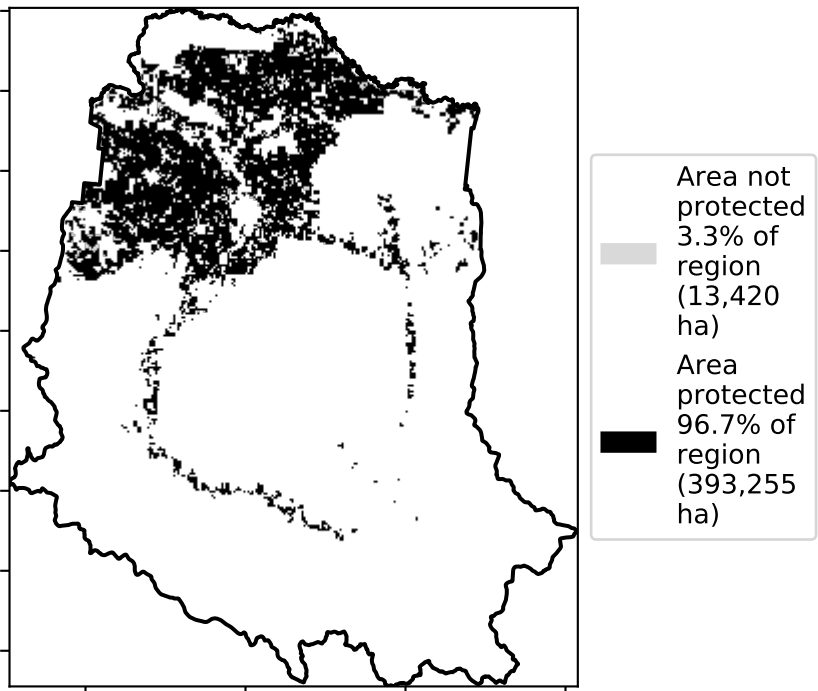 Area not
protected
3.3% of
region
(13,420
ha)
Area
protected
96.7% of
region
(393,255
ha)